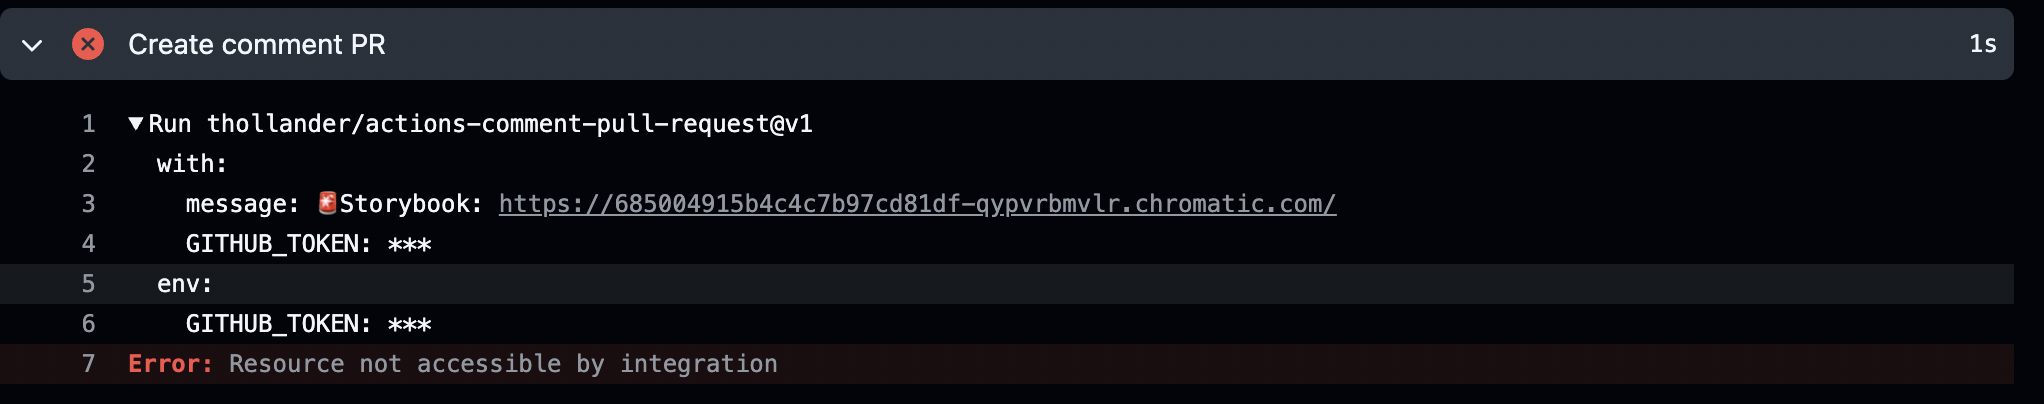 Create comment PR
1s
1 ▼Run thollander/actions-comment-pull-request@v1
2 with:
3 message: 🚨Storybook: https://685004915b4c4c7b97cd81df-qypvrbmvlr.chromatic.com/
4 GITHUB_TOKEN: ***
5 env:
6 GITHUB_TOKEN: ***
7 Error: Resource not accessible by integration